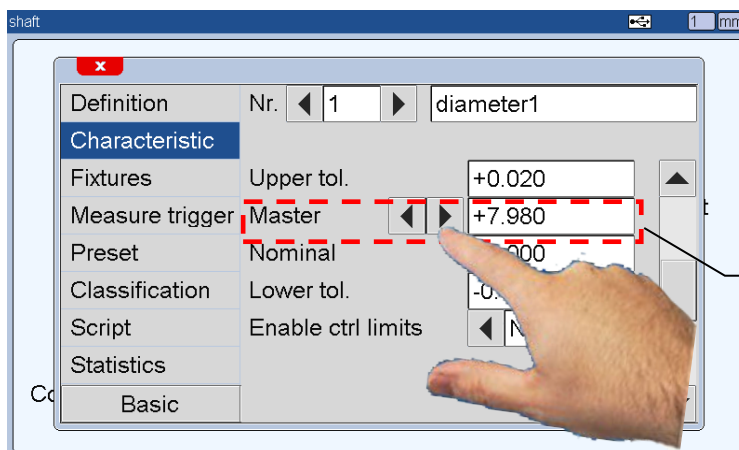 shaft 1 mm
x
Definition Nr. 1 diameter1
Characteristic
Fixtures Upper tol. +0.020
Measure trigger Master +7.980
Preset Nominal
Classification Lower tol.
Script Enable ctrl limits
Statistics
Basic